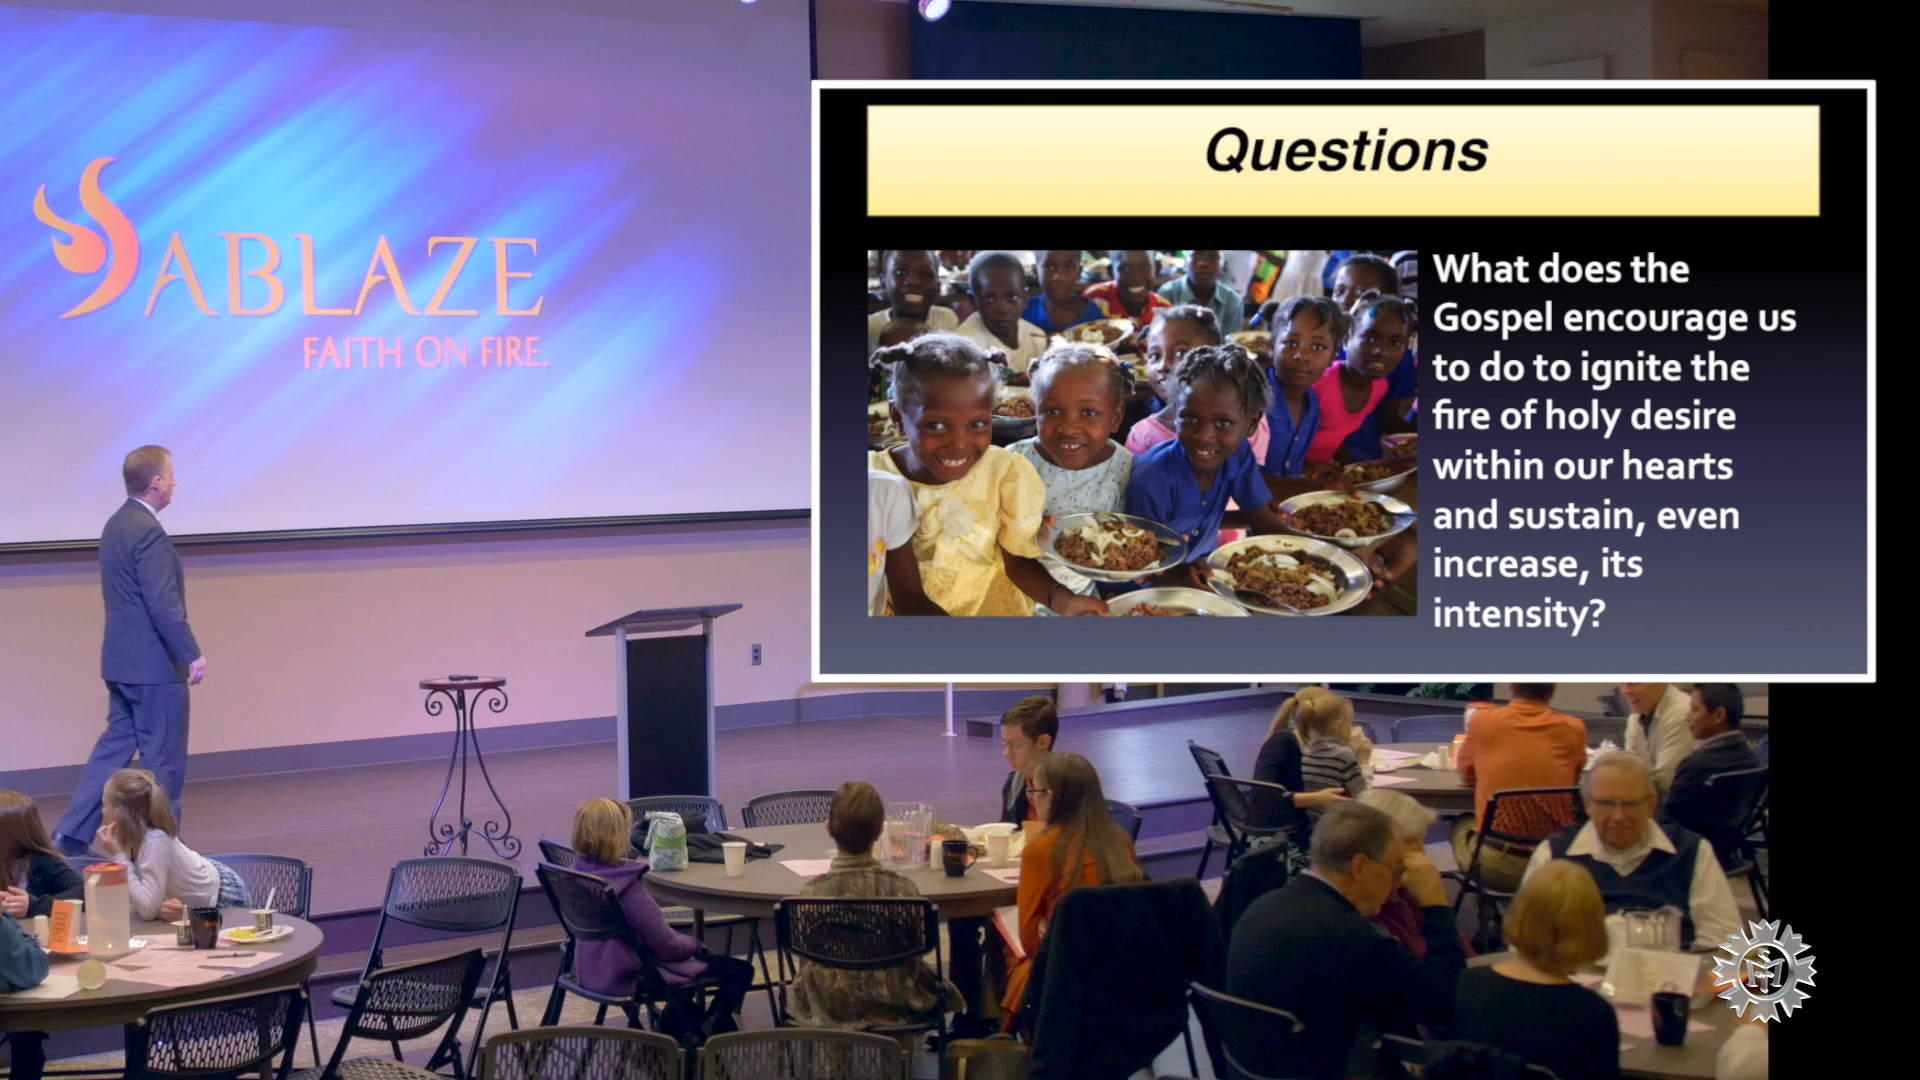 ABLAZE
FAITH ON FIRE.
Questions
What does the
Gospel encourage us
to do to ignite the
fire of holy desire
within our hearts
and sustain, even
increase, its
intensity?